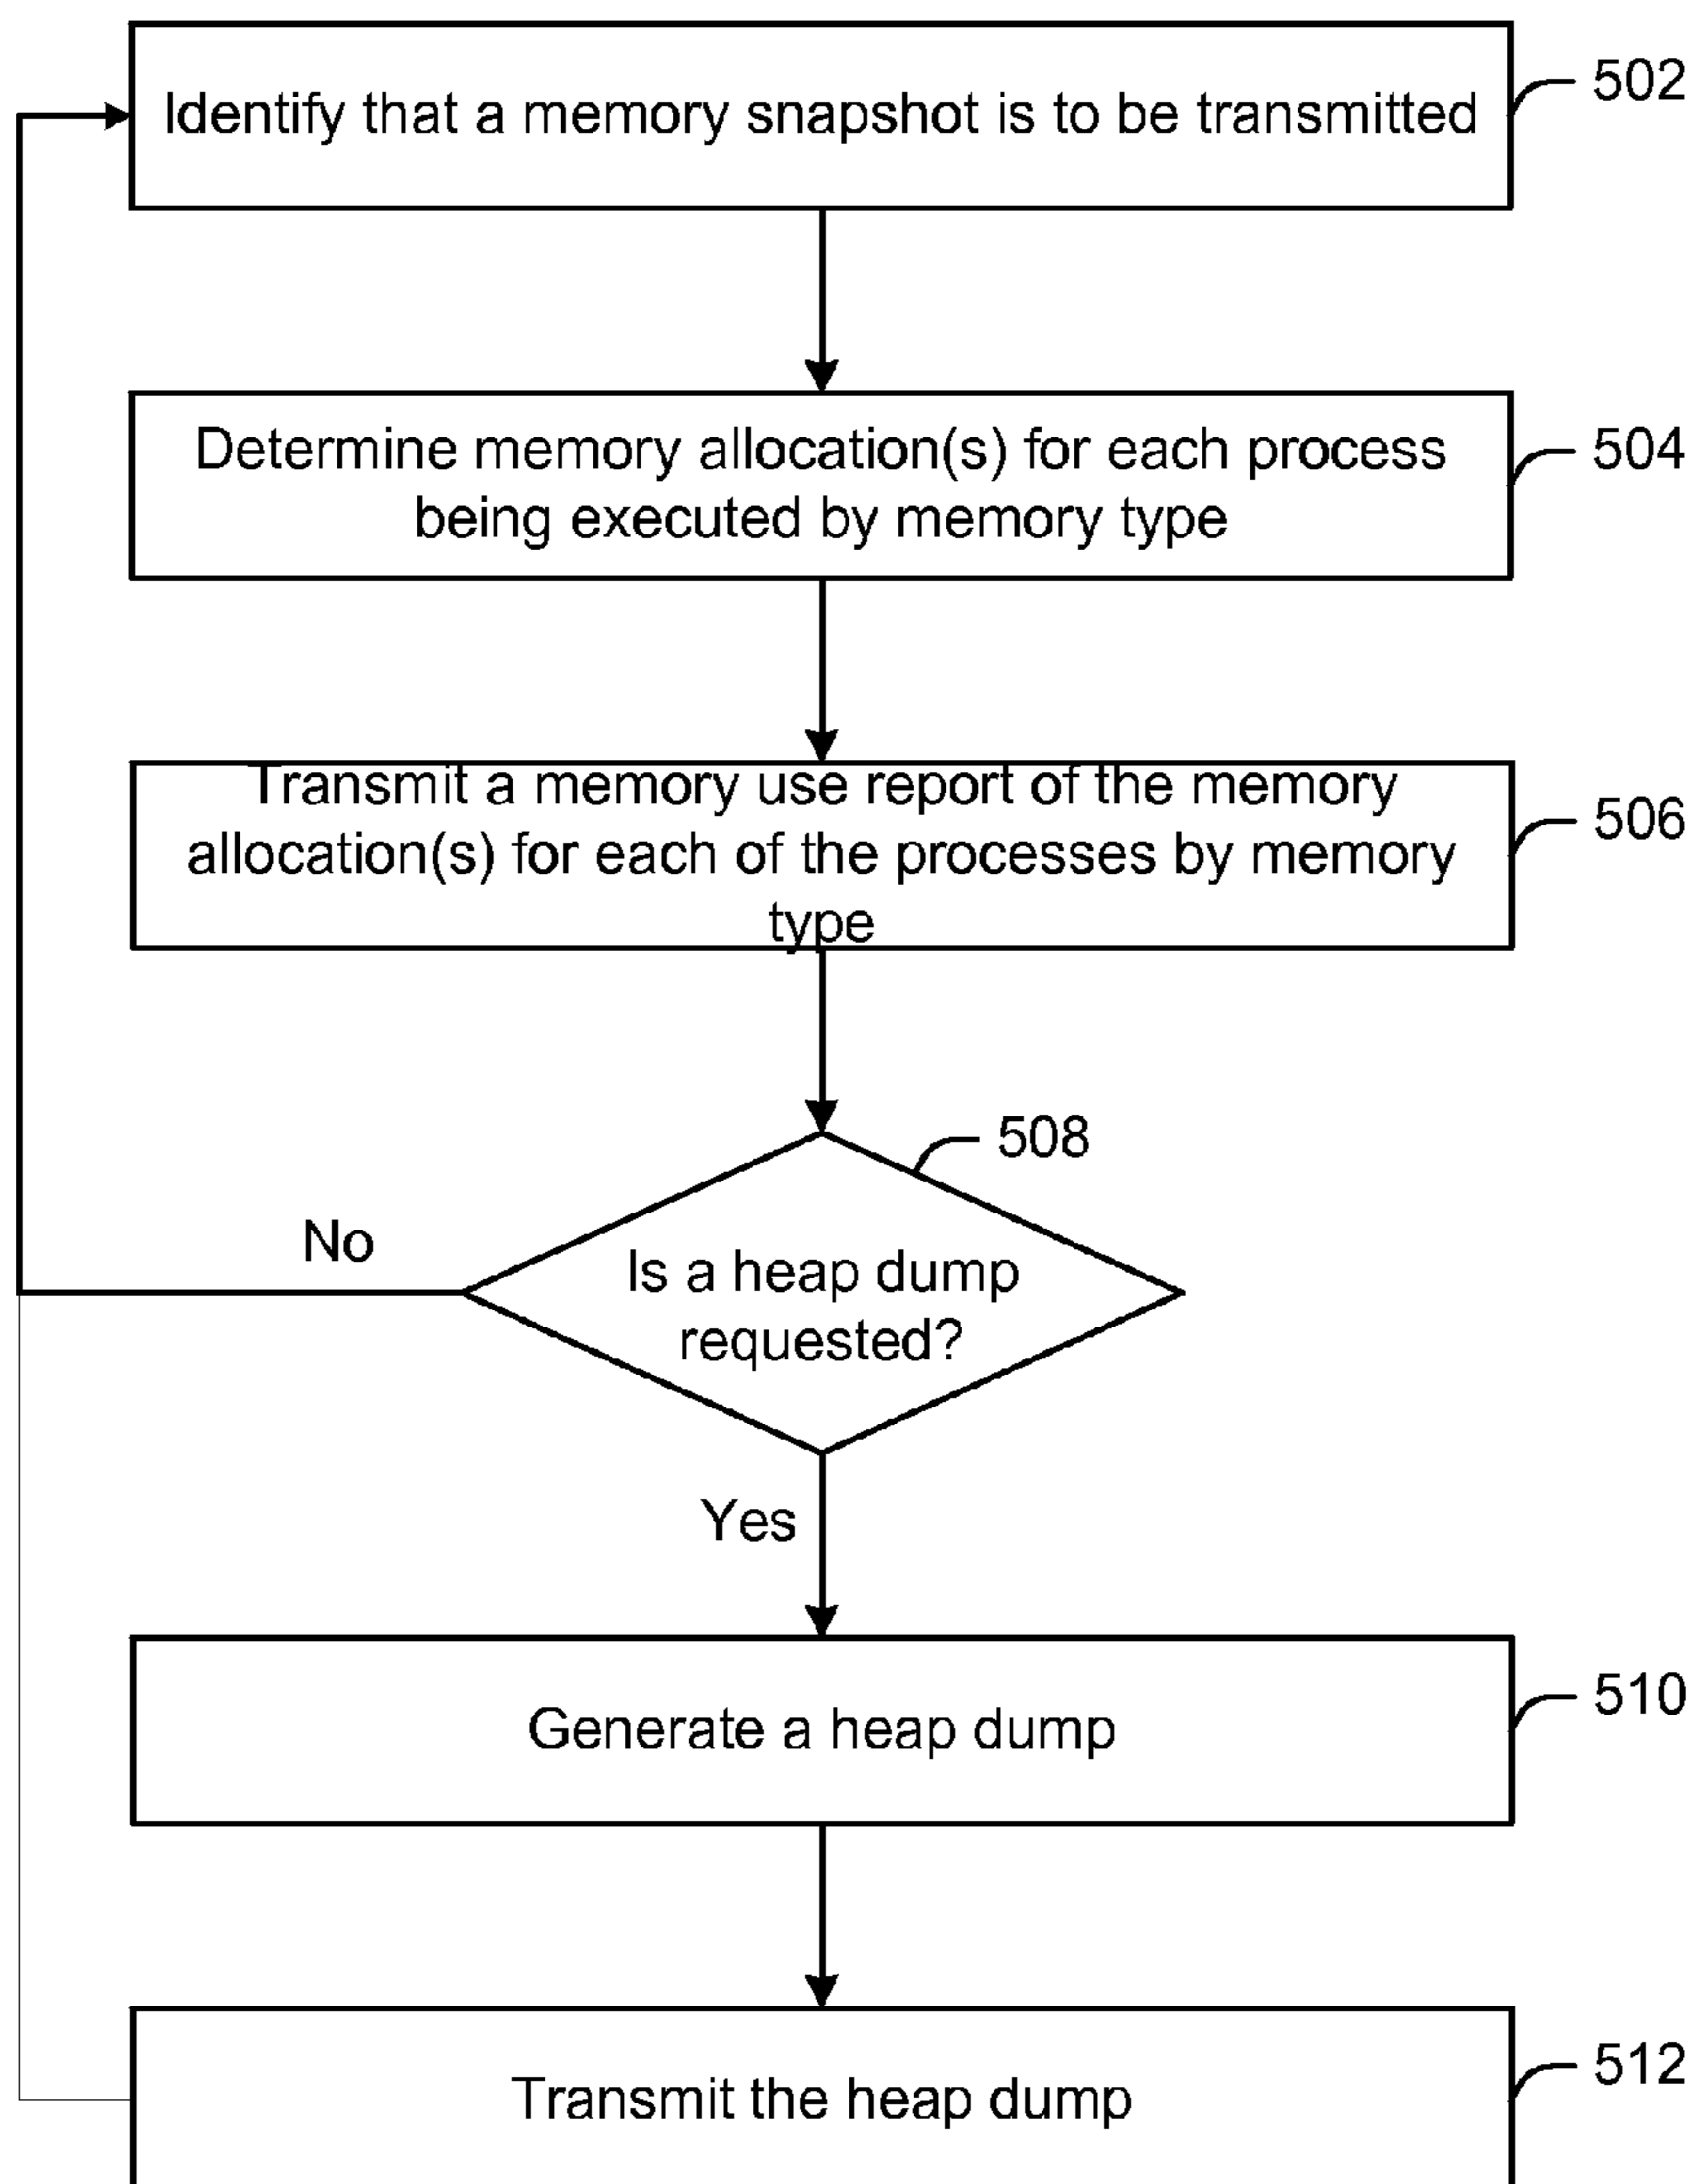 Identify that a memory snapshot is to be transmitted
502
Determine memory allocation(s) for each process
being executed by memory type
504
Transmit a memory use report of the memory
allocation(s) for each of the processes by memory
type
506
508
Is a heap dump
requested?
No
Yes
Generate a heap dump
510
Transmit the heap dump
512